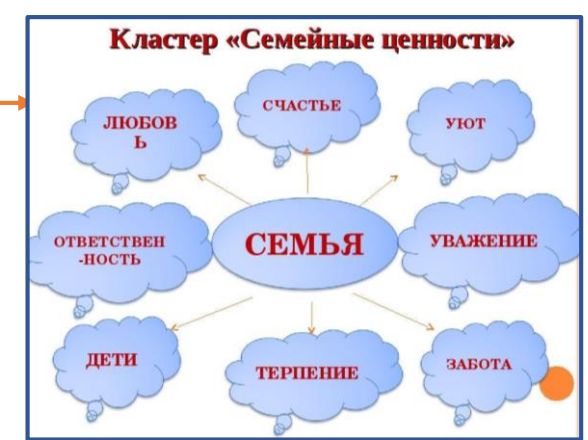 Кластер «Семейные ценности»
СЧАСТЬЕ
ЛЮБОВ
Ь
УЮТ
ОТВЕТСТВЕН
-НОСТЬ
СЕМЬЯ
УВАЖЕНИЕ
ДЕТИ
ТЕРПЕНИЕ
ЗАБОТА